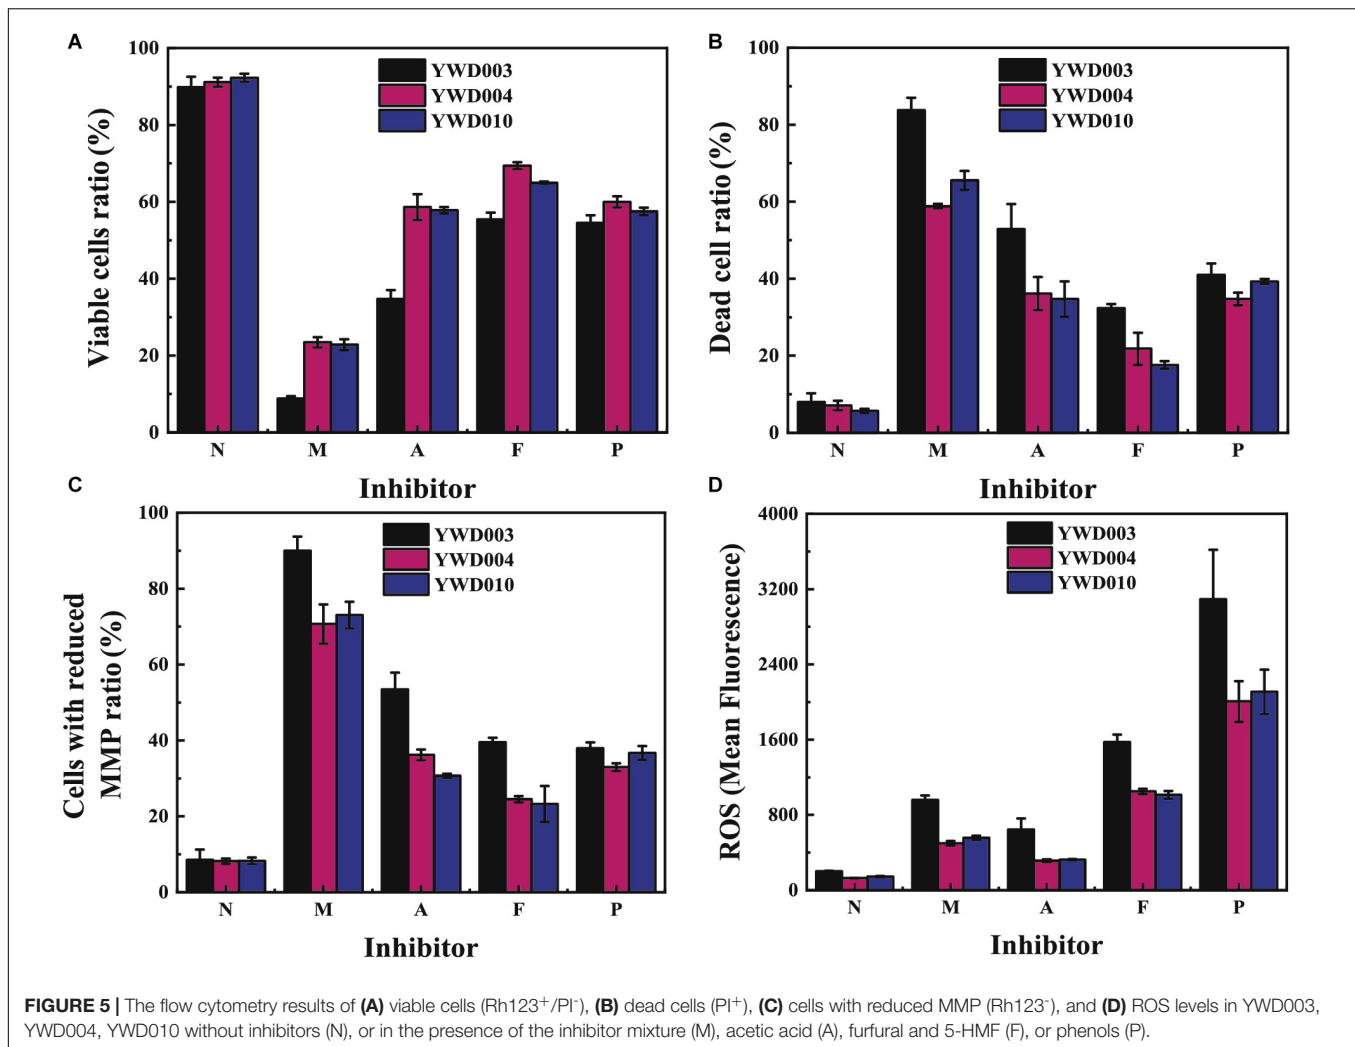 A
100
80
60
40
20
0
Viable cells ratio (%)
YWD003
YWD004
YWD010
N M A F P
Inhibitor
B
100
80
60
40
20
0
Dead cell ratio (%)
YWD003
YWD004
YWD010
N M A F P
Inhibitor
C
100
80
60
40
20
0
Cells with reduced
MMP ratio (%)
YWD003
YWD004
YWD010
N M A F P
Inhibitor
D
4000
3200
2400
1600
800
0
ROS (Mean Fluorescence)
YWD003
YWD004
YWD010
N M A F P
Inhibitor
FIGURE 5 | The flow cytometry results of (A) viable cells (Rh123⁺/PI⁻), (B) dead cells (PI⁺), (C) cells with reduced MMP (Rh123⁻), and (D) ROS levels in YWD003,
YWD004, YWD010 without inhibitors (N), or in the presence of the inhibitor mixture (M), acetic acid (A), furfural and 5-HMF (F), or phenols (P).